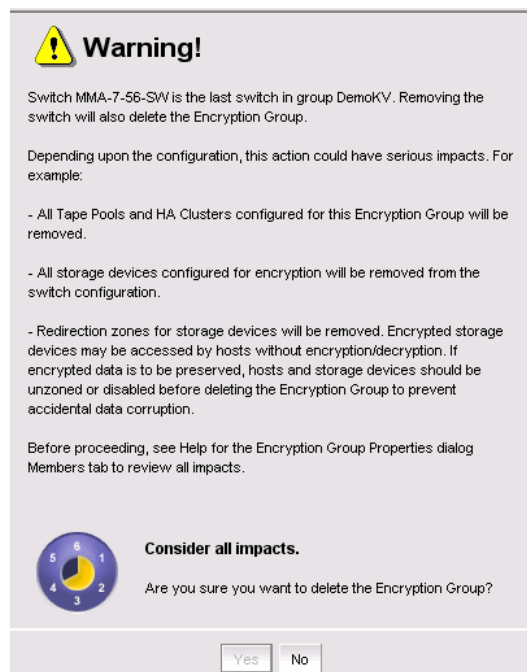 Warning!
Switch MMA-7-56-SW is the last switch in group DemoKV. Removing the
switch will also delete the Encryption Group.
Depending upon the configuration, this action could have serious impacts. For
example:
- All Tape Pools and HA Clusters configured for this Encryption Group will be
removed.
- All storage devices configured for encryption will be removed from the
switch configuration.
- Redirection zones for storage devices will be removed. Encrypted storage
devices may be accessed by hosts without encryption/decryption. If
encrypted data is to be preserved, hosts and storage devices should be
unzoned or disabled before deleting the Encryption Group to prevent
accidental data corruption.
Before proceeding, see Help for the Encryption Group Properties dialog
Members tab to review all impacts.
6
5 1
4 2
3
Consider all impacts.
Are you sure you want to delete the Encryption Group?
Yes No